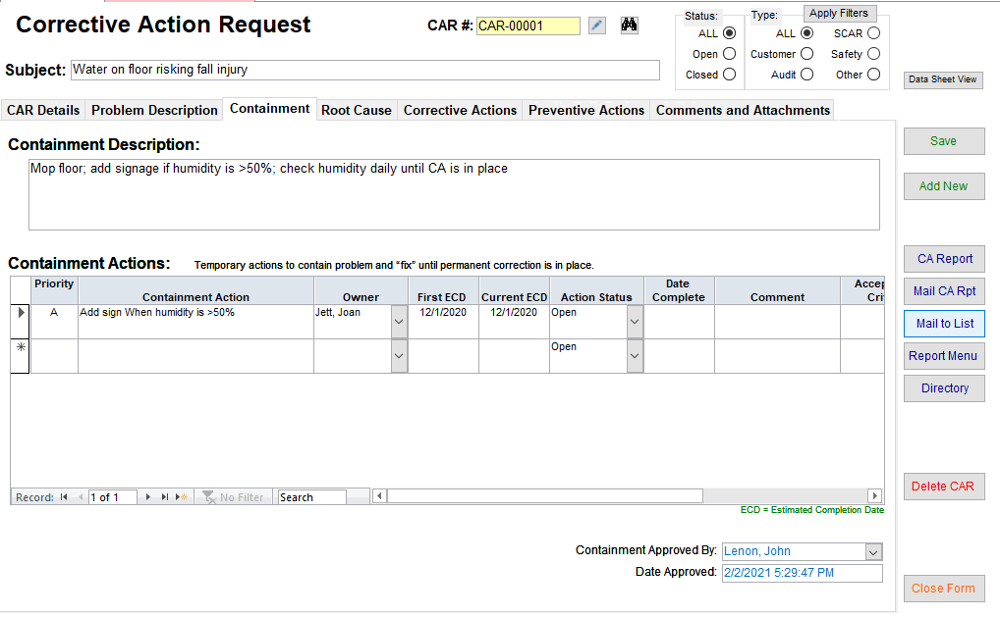 Corrective Action Request
CAR #: CAR-00001
Status:
ALL
Open
Closed
Type:
Apply Filters
ALL SCAR
Customer Safety
Audit Other
Subject: Water on floor risking fall injury
Data Sheet View
CAR Details Problem Description Containment Root Cause Corrective Actions Preventive Actions Comments and Attachments
Containment Description:
Mop floor; add signage if humidity is >50%; check humidity daily until CA is in place
Save
Add New
Containment Actions: Temporary actions to contain problem and “fix” until permanent correction is in place.
Priority Containment Action Owner First ECD Current ECD Action Status Date Complete Comment Accep Crit
A Add sign When humidity is >50% Jett, Joan 12/1/2020 12/1/2020 Open
Open
CA Report
Mail CA Rpt
Mail to List
Report Menu
Directory
Record: 1 of 1 No Filter Search
ECD = Estimated Completion Date
Delete CAR
Containment Approved By: Lenon, John
Date Approved: 2/2/2021 5:29:47 PM
Close Form